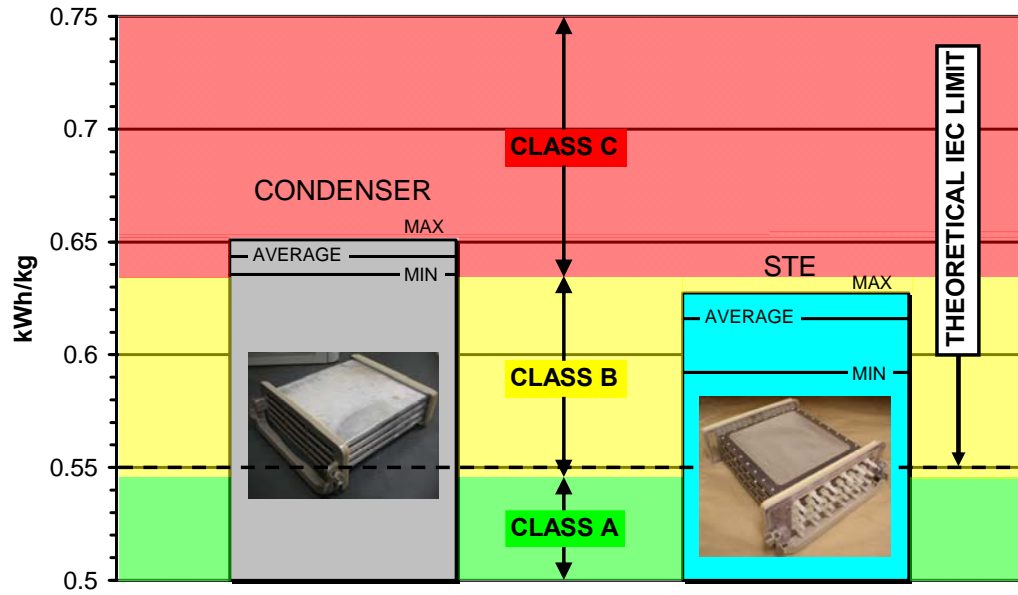 0.75
0.7
0.65
0.6
0.55
0.5
kWh/kg
CLASS C
CONDENSER
MAX
AVERAGE
MIN
CLASS B
CLASS A
STE
MAX
AVERAGE
MIN
THEORETICAL IEC LIMIT